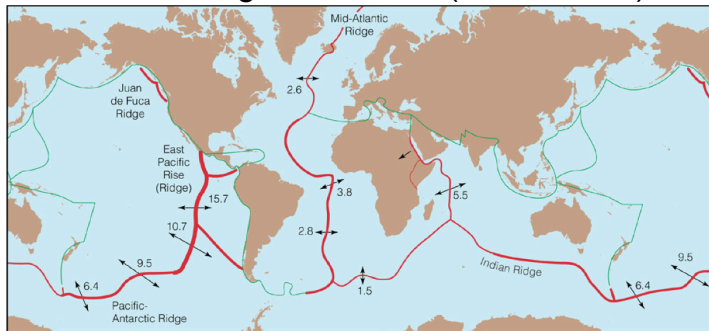 Mid-Atlantic
Ridge
2.6
Juan
de Fuca
Ridge
East
Pacific
Rise
(Ridge)
15.7
10.7
3.8
5.5
2.8
9.5
6.4
1.5
Indian Ridge
9.5
6.4
Pacific-
Antarctic Ridge